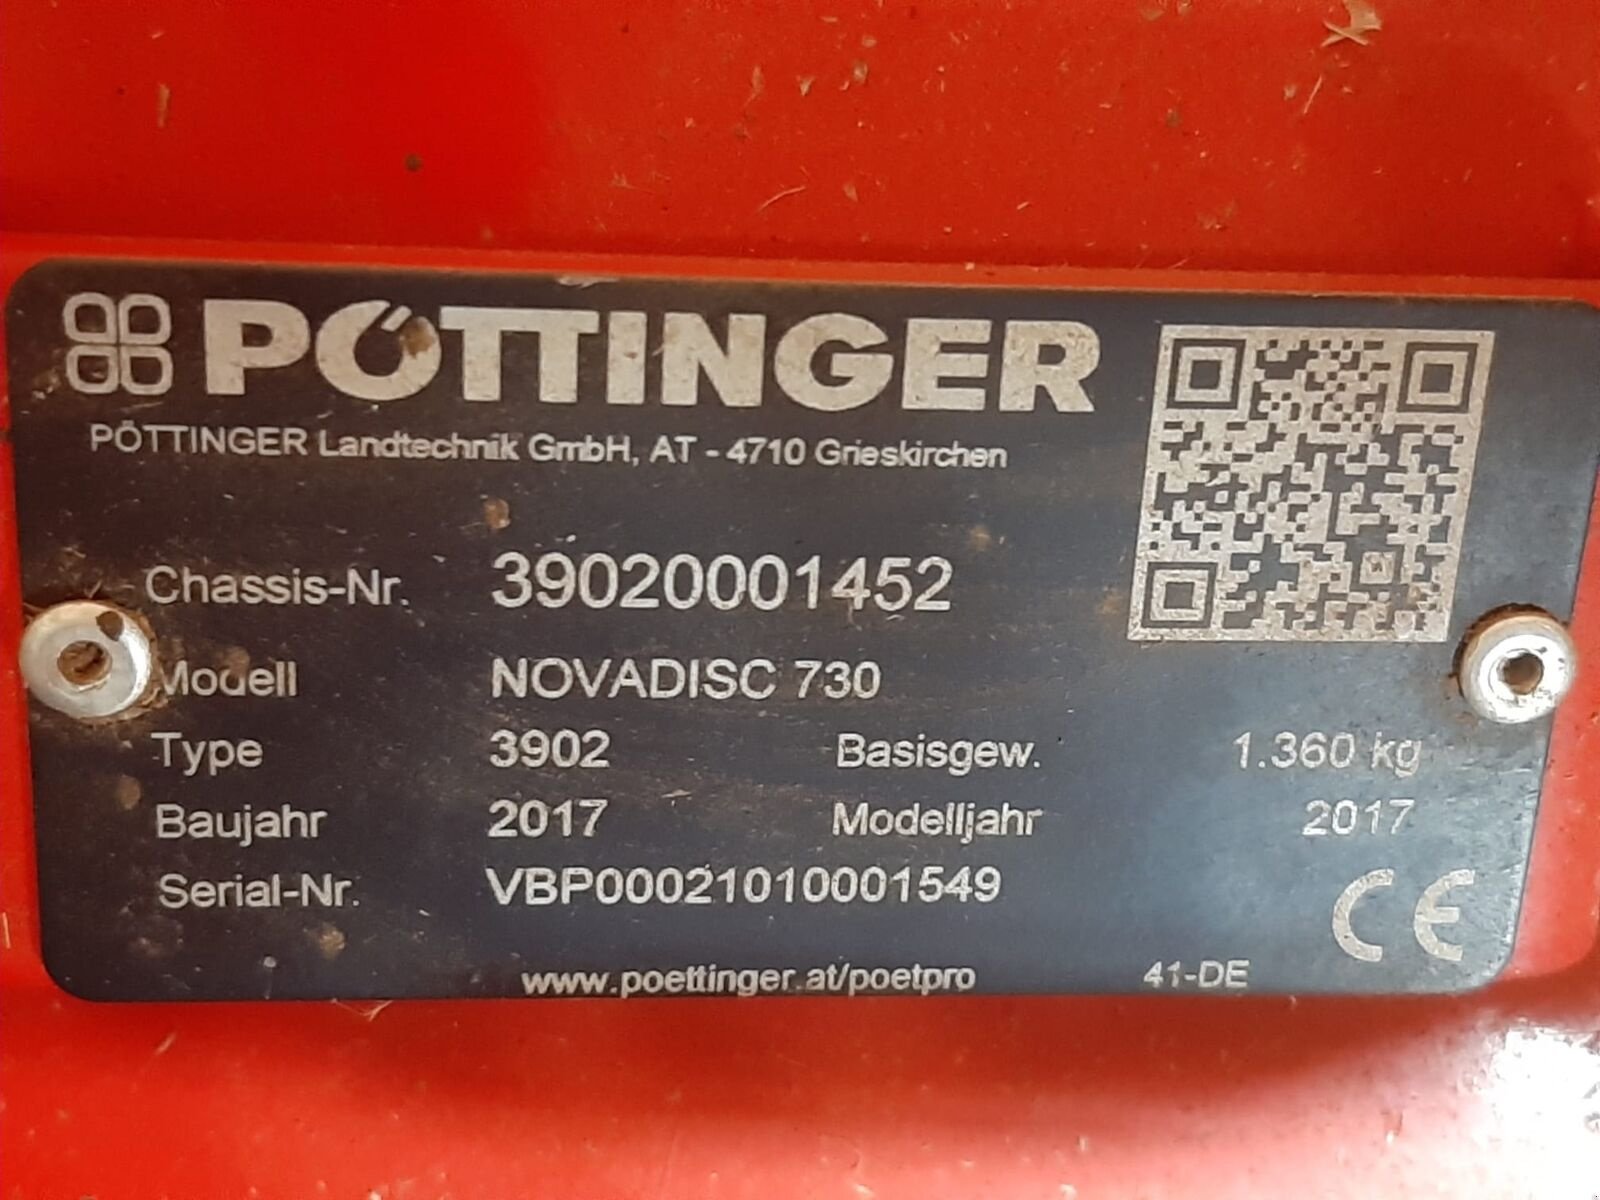 PÖTTINGER
PÖTTINGER Landtechnik GmbH, AT - 4710 Grieskirchen
Chassis-Nr. 39020001452
Modell NOVADISC 730
Type 3902 Basisgew. 1.360 kg
Baujahr 2017 Modelljahr 2017
Serial-Nr. VBP00021010001549
CE
www.poettinger.at/poetpro 41-DE